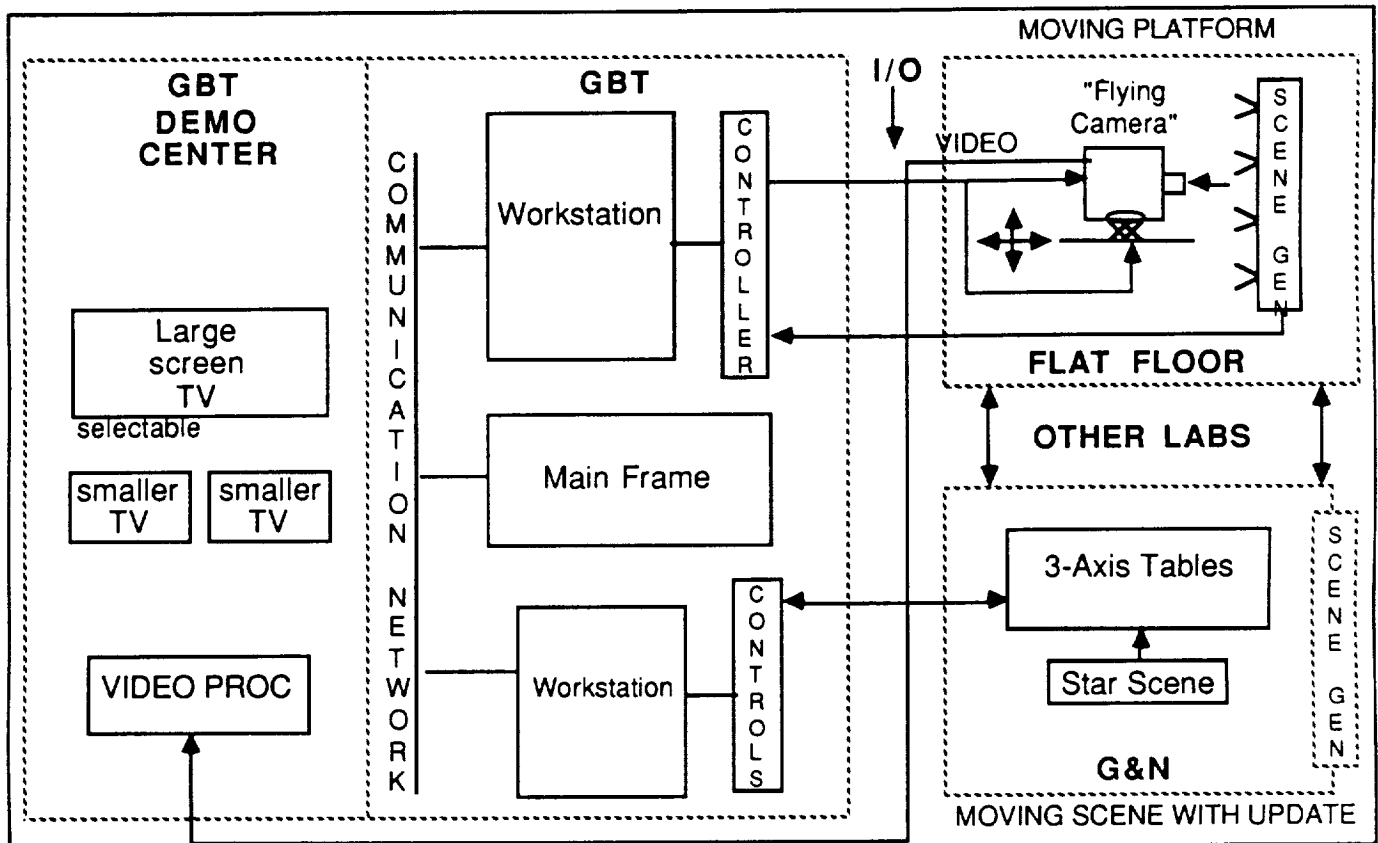 GBT
DEMO
CENTER
Large
screen
TV
selectable
smaller
TV
smaller
TV
VIDEO PROC
GBT
COMMUNICATION NETWORK
Workstation
CONTROLLER
Main Frame
Workstation
CONTROLS
I/O
VIDEO
MOVING PLATFORM
"Flying
Camera"
SCENE GEN
FLAT FLOOR
OTHER LABS
3-Axis Tables
Star Scene
SCENE GEN
G&N
MOVING SCENE WITH UPDATE